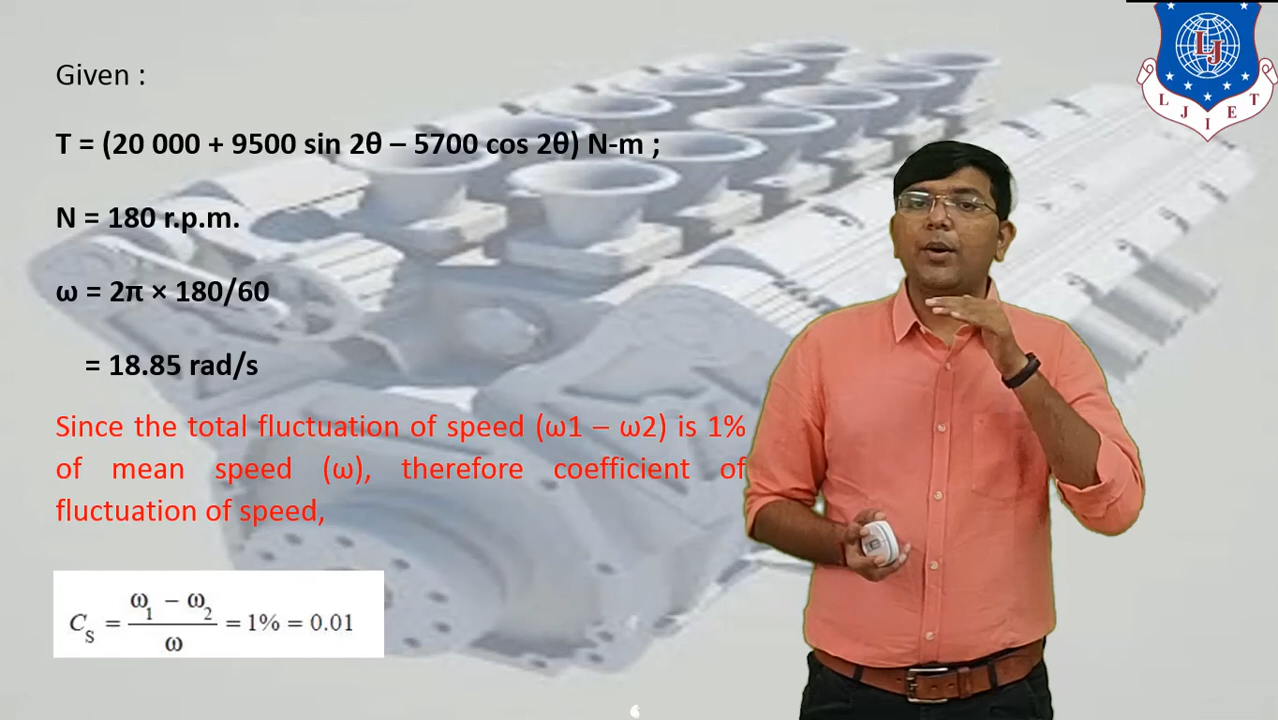 Given :
T = (20 000 + 9500 sin 2θ – 5700 cos 2θ) N-m ;
N = 180 r.p.m.
ω = 2π × 180/60
= 18.85 rad/s
Since the total fluctuation of speed (ω1 – ω2) is 1%
of mean speed (ω), therefore coefficient of
fluctuation of speed,
C_S = (ω_1 − ω_2) / ω = 1% = 0.01
LJ
L J I E T